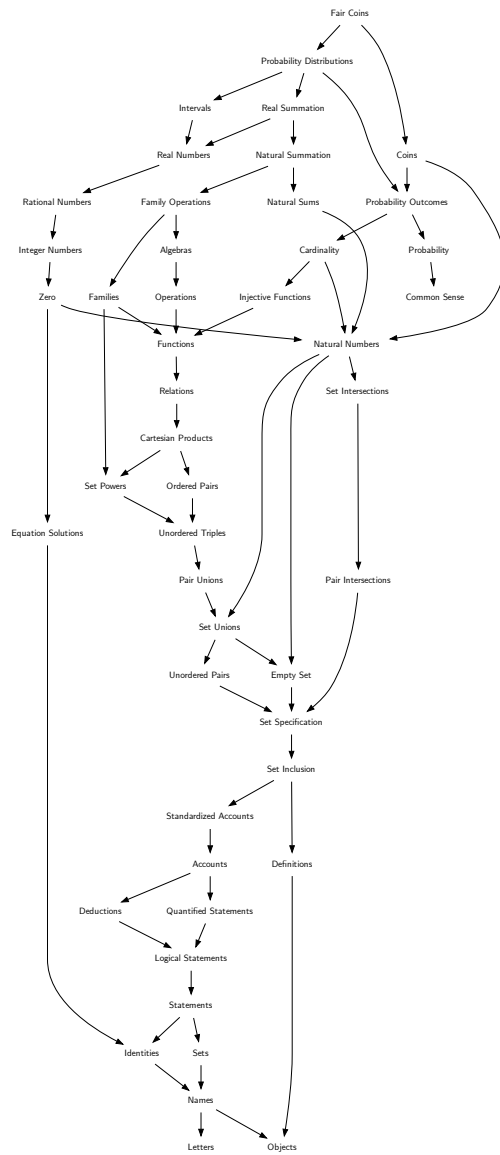 Fair Coins
Probability Distributions
Intervals
Real Summation
Real Numbers
Natural Summation
Coins
Rational Numbers
Family Operations
Natural Sums
Probability Outcomes
Integer Numbers
Algebras
Cardinality
Probability
Zero
Families
Operations
Injective Functions
Common Sense
Functions
Natural Numbers
Relations
Set Intersections
Cartesian Products
Set Powers
Ordered Pairs
Equation Solutions
Unordered Triples
Pair Unions
Pair Intersections
Set Unions
Unordered Pairs
Empty Set
Set Specification
Set Inclusion
Standardized Accounts
Accounts
Definitions
Deductions
Quantified Statements
Logical Statements
Statements
Identities
Sets
Names
Letters
Objects